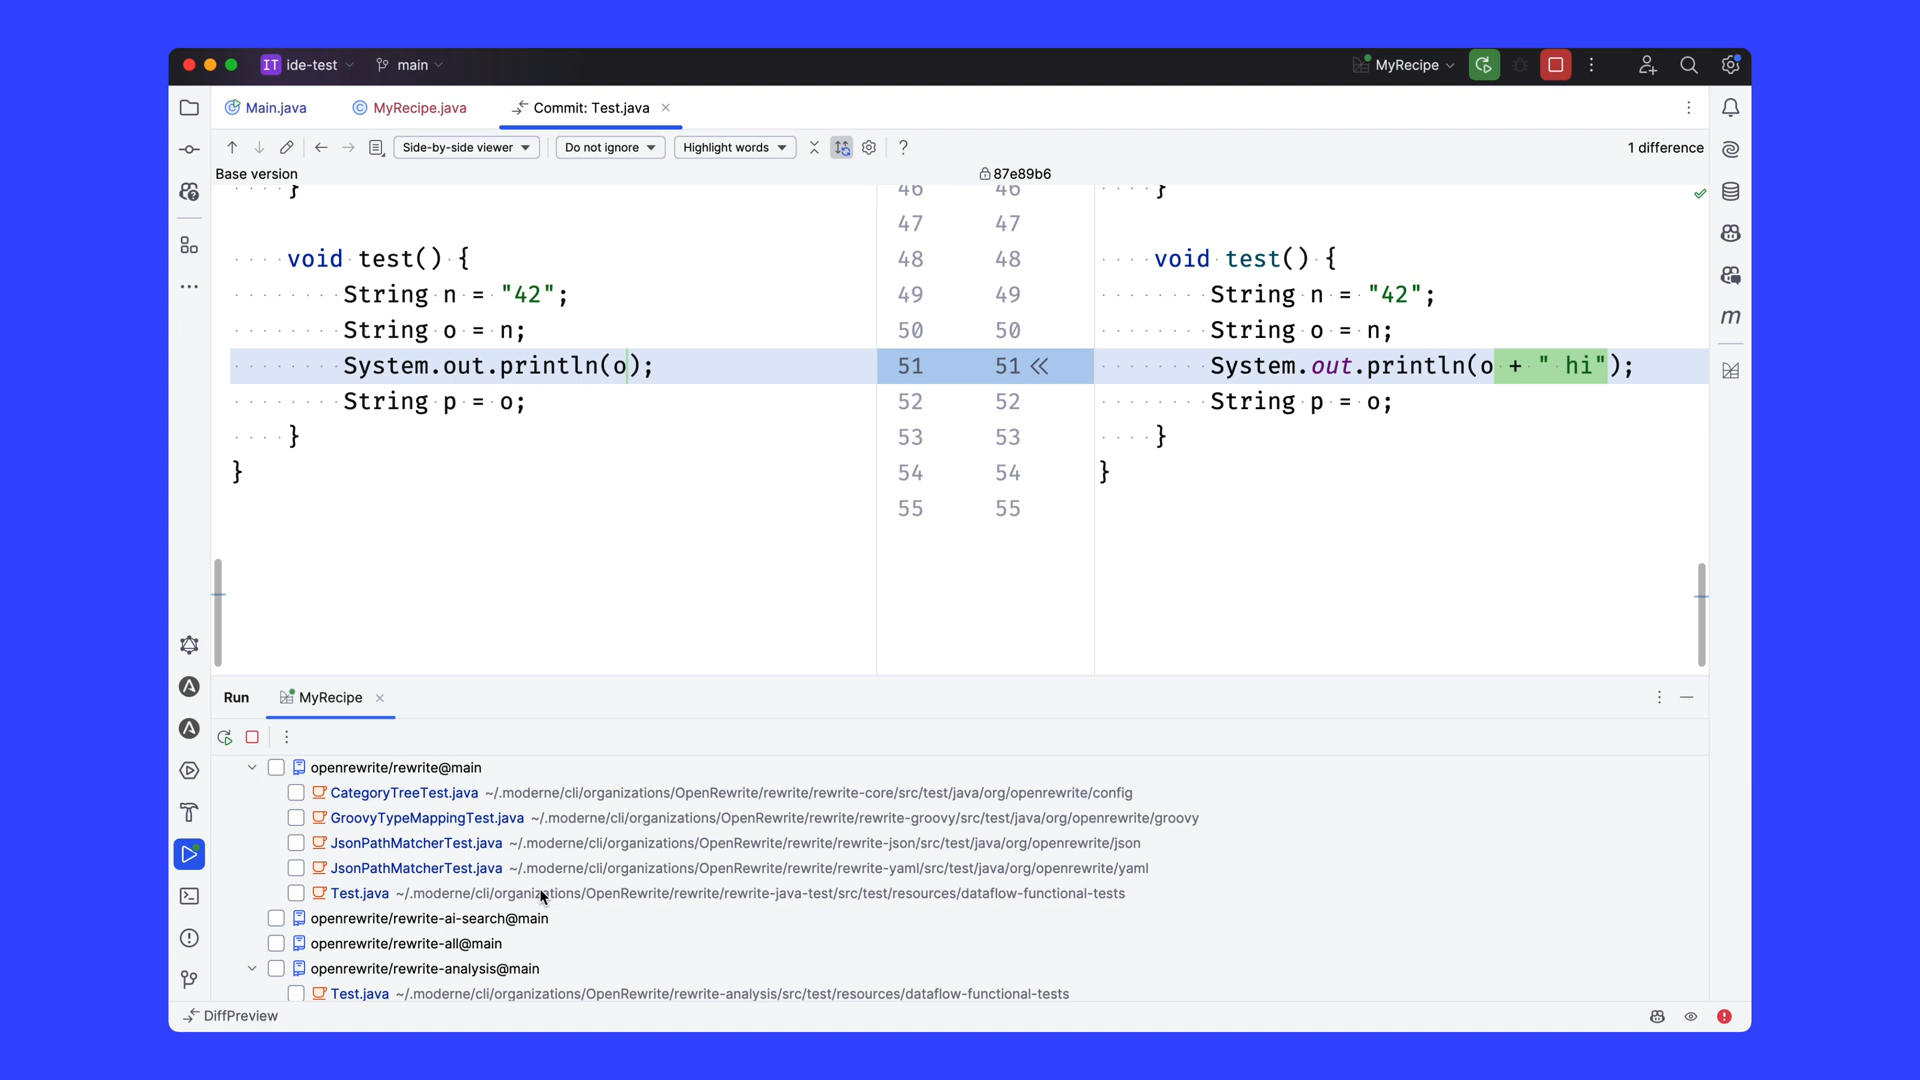 IT ide-test main MyRecipe
Main.java MyRecipe.java Commit: Test.java
Side-by-side viewer Do not ignore Highlight words ? 1 difference
Base version 87e89b6
} 46 46 }
47 47
void test() { 48 48 void test() {
String n = "42"; 49 49 String n = "42";
String o = n; 50 50 String o = n;
System.out.println(o); 51 51 System.out.println(o + " hi");
String p = o; 52 52 String p = o;
} 53 53 }
} 54 54 }
55 55
Run MyRecipe
openrewrite/rewrite@main
CategoryTreeTest.java ~/.moderne/cli/organizations/OpenRewrite/rewrite/rewrite-core/src/test/java/org/openrewrite/config
GroovyTypeMappingTest.java ~/.moderne/cli/organizations/OpenRewrite/rewrite/rewrite-groovy/src/test/java/org/openrewrite/groovy
JsonPathMatcherTest.java ~/.moderne/cli/organizations/OpenRewrite/rewrite/rewrite-json/src/test/java/org/openrewrite/json
JsonPathMatcherTest.java ~/.moderne/cli/organizations/OpenRewrite/rewrite/rewrite-yaml/src/test/java/org/openrewrite/yaml
Test.java ~/.moderne/cli/organizations/OpenRewrite/rewrite/rewrite-java-test/src/test/resources/dataflow-functional-tests
openrewrite/rewrite-ai-search@main
openrewrite/rewrite-all@main
openrewrite/rewrite-analysis@main
Test.java ~/.moderne/cli/organizations/OpenRewrite/rewrite-analysis/src/test/resources/dataflow-functional-tests
DiffPreview